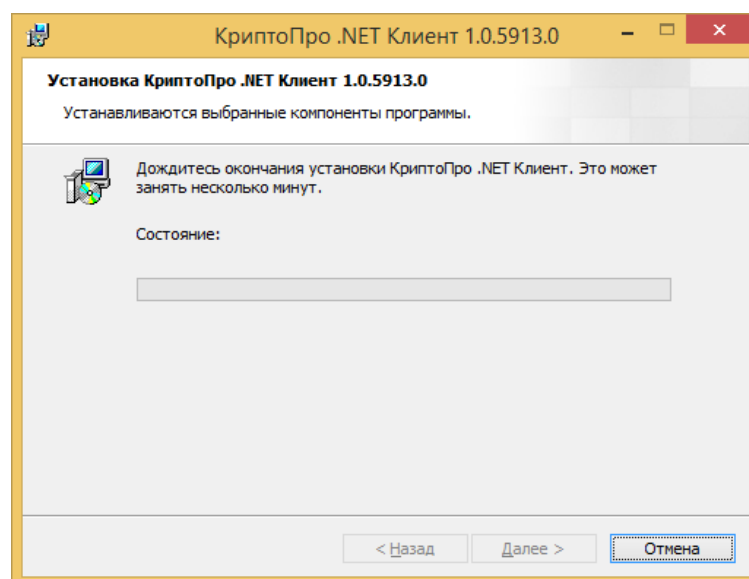 КриптоПро .NET Клиент 1.0.5913.0
Установка КриптоПро .NET Клиент 1.0.5913.0
Устанавливаются выбранные компоненты программы.
Дождитесь окончания установки КриптоПро .NET Клиент. Это может
занять несколько минут.
Состояние:
< Назад Далее > Отмена